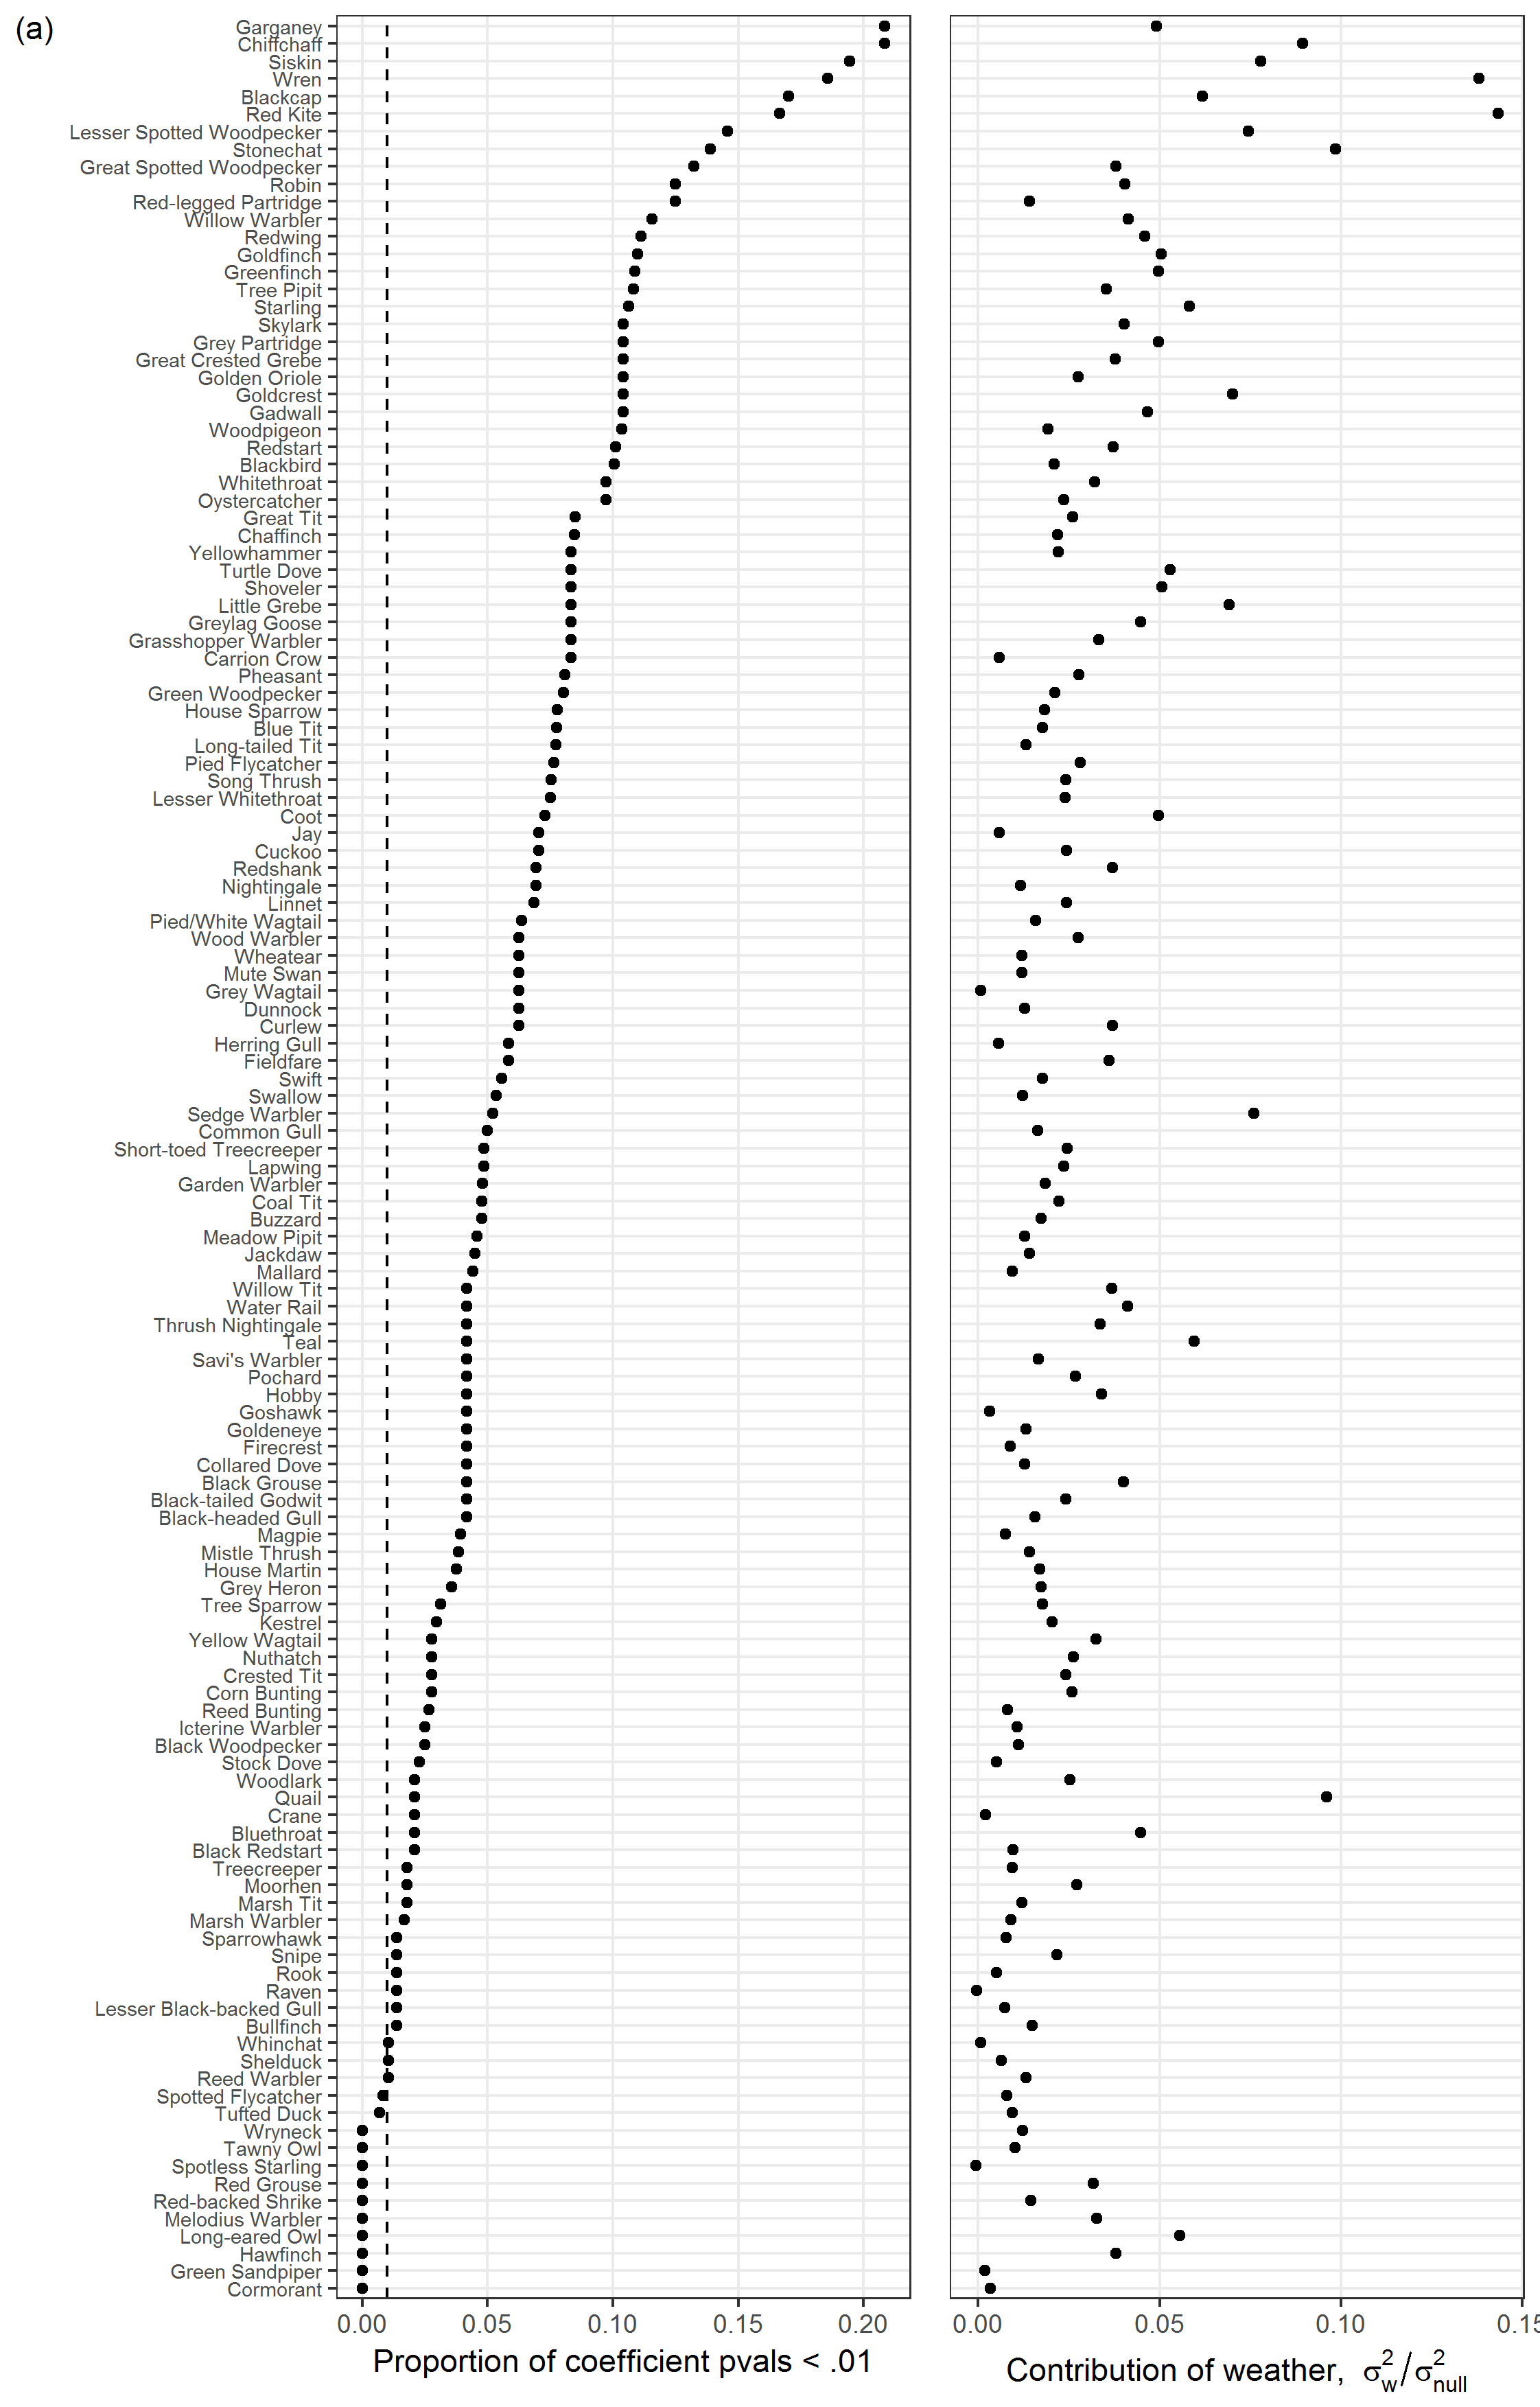 (a)
Garganey
Chiffchaff
Siskin
Wren
Blackcap
Red Kite
Lesser Spotted Woodpecker
Stonechat
Great Spotted Woodpecker
Robin
Red-legged Partridge
Willow Warbler
Redwing
Goldfinch
Greenfinch
Tree Pipit
Starling
Skylark
Grey Partridge
Great Crested Grebe
Golden Oriole
Goldcrest
Gadwall
Woodpigeon
Redstart
Blackbird
Whitethroat
Oystercatcher
Great Tit
Chaffinch
Yellowhammer
Turtle Dove
Shoveler
Little Grebe
Greylag Goose
Grasshopper Warbler
Carrion Crow
Pheasant
Green Woodpecker
House Sparrow
Blue Tit
Long-tailed Tit
Pied Flycatcher
Song Thrush
Lesser Whitethroat
Coot
Jay
Cuckoo
Redshank
Nightingale
Linnet
Pied/White Wagtail
Wood Warbler
Wheatear
Mute Swan
Grey Wagtail
Dunnock
Curlew
Herring Gull
Fieldfare
Swift
Swallow
Sedge Warbler
Common Gull
Short-toed Treecreeper
Lapwing
Garden Warbler
Coal Tit
Buzzard
Meadow Pipit
Jackdaw
Mallard
Willow Tit
Water Rail
Thrush Nightingale
Teal
Savi's Warbler
Pochard
Hobby
Goshawk
Goldeneye
Firecrest
Collared Dove
Black Grouse
Black-tailed Godwit
Black-headed Gull
Magpie
Mistle Thrush
House Martin
Grey Heron
Tree Sparrow
Kestrel
Yellow Wagtail
Nuthatch
Crested Tit
Corn Bunting
Reed Bunting
Icterine Warbler
Black Woodpecker
Stock Dove
Woodlark
Quail
Crane
Bluethroat
Black Redstart
Treecreeper
Moorhen
Marsh Tit
Marsh Warbler
Sparrowhawk
Snipe
Rook
Raven
Lesser Black-backed Gull
Bullfinch
Whinchat
Shelduck
Reed Warbler
Spotted Flycatcher
Tufted Duck
Wryneck
Tawny Owl
Spotless Starling
Red Grouse
Red-backed Shrike
Melodius Warbler
Long-eared Owl
Hawfinch
Green Sandpiper
Cormorant
0.00 0.05 0.10 0.15 0.20
Proportion of coefficient pvals < .01
0.00 0.05 0.10 0.15
Contribution of weather, σ²w/σ²null